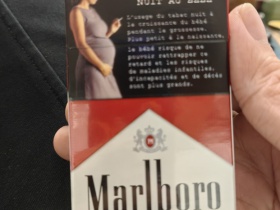 NUIT AU BÉBÉ
L'usage du tabac nuit à
la croissance du bébé
pendant la grossesse.
Plus petit à la naissance,
le bébé risque de ne
pouvoir rattraper ce
retard et les risques
de maladies infantiles,
d'incapacités et de décès
sont plus grands.
Marlboro